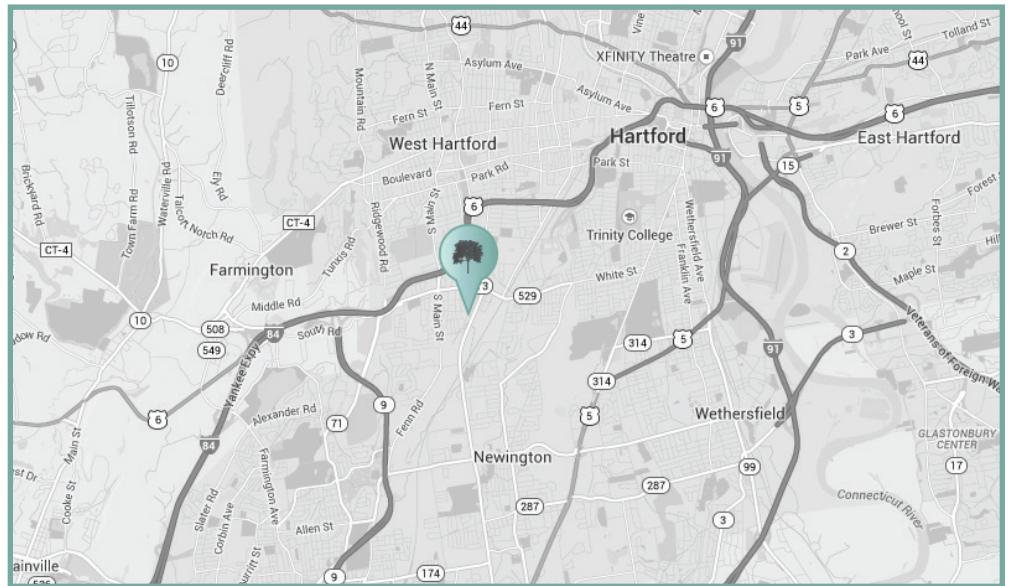 44
91
School St
Tolland St
10
Deercliff Rd
Vine
XFINITY Theatre
Park Ave
44
N Main St
Asylum Ave
Mountain Rd
Tillotson Rd
Fern St
Fern St
Asylum Ave
6
5
6
West Hartford
Hartford
East Hartford
91
Park St
15
Boulevard
Park Rd
Brickyard Rd
Town Farm Rd
Waterville Rd
Talcott Notch Rd
Ely Rd
Ridgewood Rd
S Main St
6
Trinity College
Wethersfield Ave
Franklin Ave
Forest
Forbes St
Brewer St
CT-4
CT-4
2
Farmington
Tunxis Rd
White St
Maple St
Middle Rd
3
529
S Main St
10
508
84
South Rd
549
314
5
91
3
Veterans of Foreign
Yankee Expy
314
9
Fenn Rd
6
Alexander Rd
71
5
Wethersfield
Main St
84
Newington
GLASTONBURY
CENTER
99
17
Farmington Ave
Slater Rd
Corbin Ave
287
287
Connecticut River
Cooke St
Allen St
3
ainville
9
174